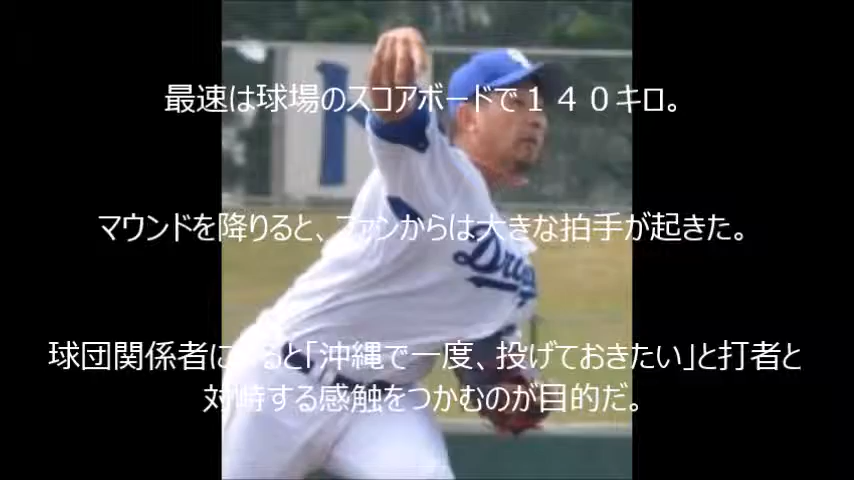 最速は球場のスコアボードで１４０キロ。
マウンドを降りると、ファンからは大きな拍手が起きた。
球団関係者によると「沖縄で一度、投げておきたい」と打者と
対峙する感触をつかむのが目的だ。